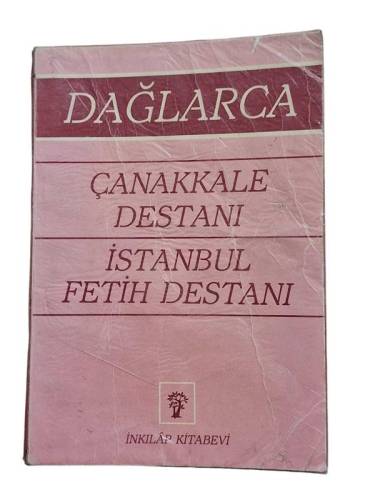 DAĞLARCA
ÇANAKKALE
DESTANI
İSTANBUL
FETİH DESTANI
İNKILÂP KİTABEVİ